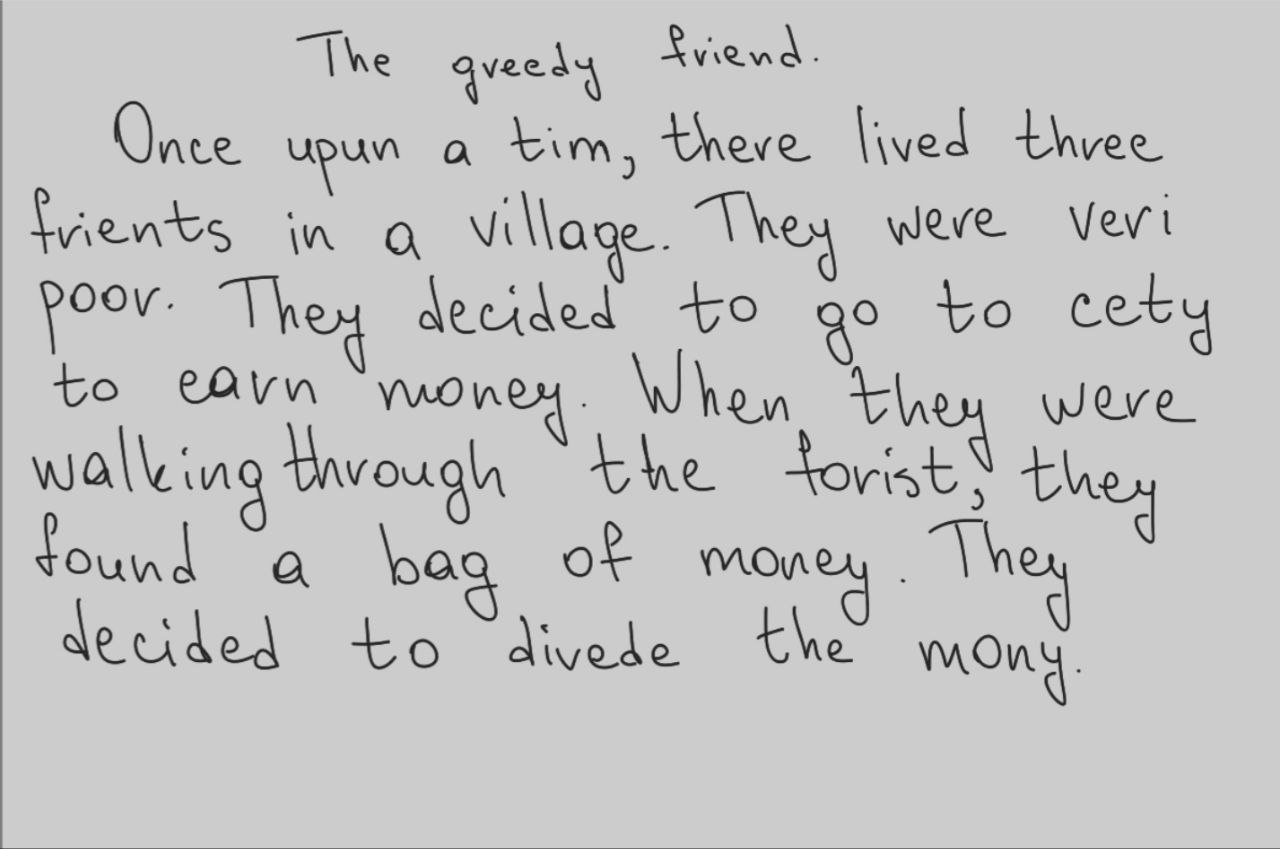 The greedy friend.
Once upun a tim, there lived three
frients in a village. They were veri
poor. They decided to go to cety
to earn money. When they were
walking through the forist, they
found a bag of money. They
decided to divede the mony.